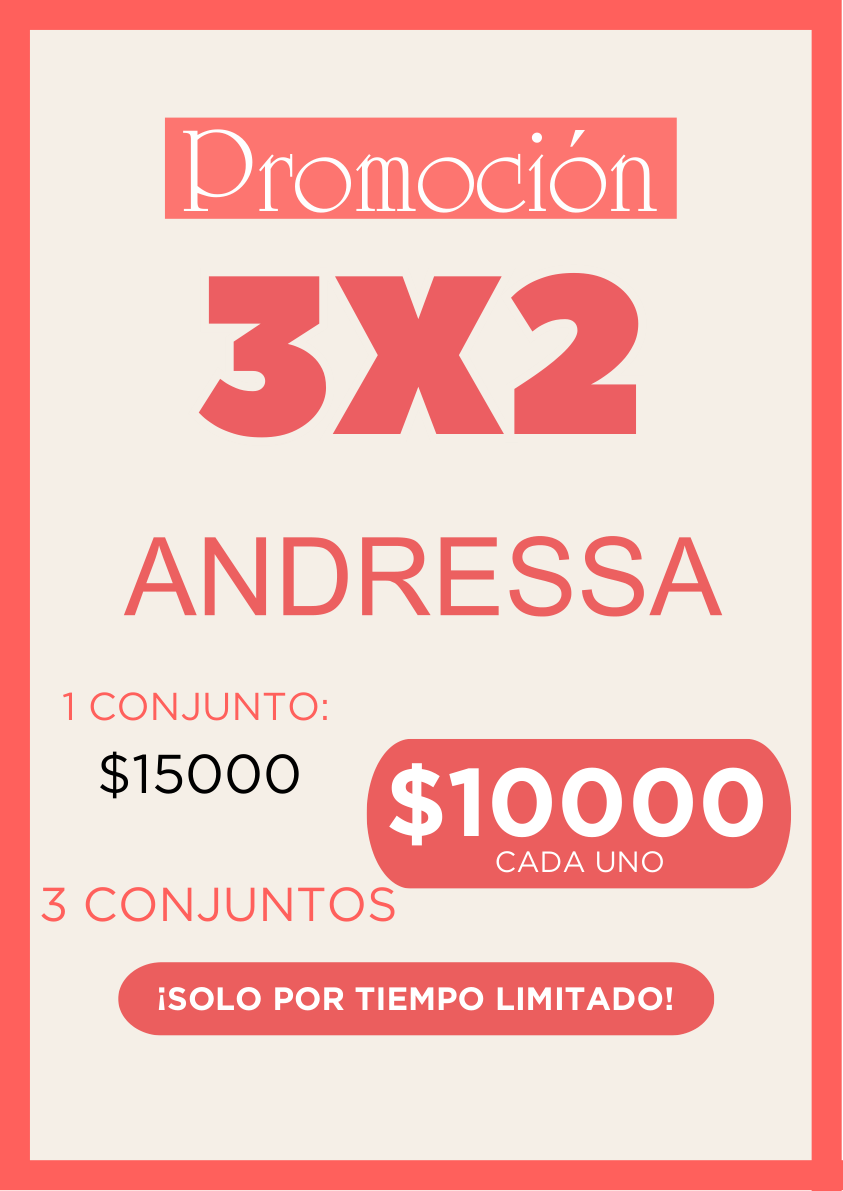 Promoción
3X2
ANDRESSA
1 CONJUNTO:
$15000
$10000
CADA UNO
3 CONJUNTOS
¡SOLO POR TIEMPO LIMITADO!